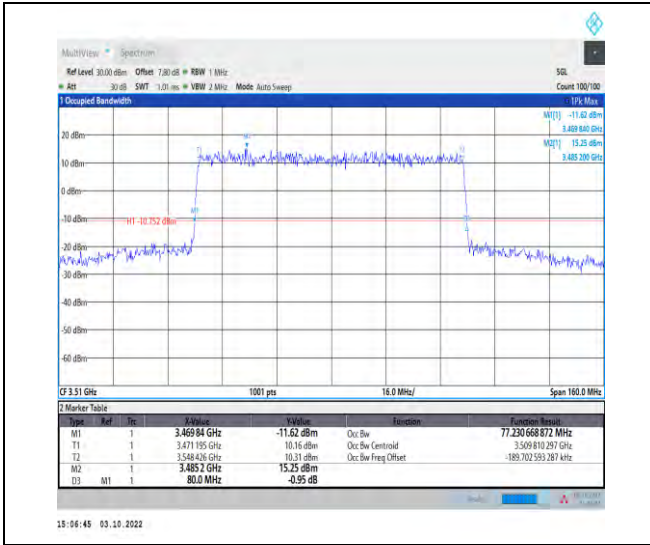 MultiView Spectrum
Ref Level 30.00 dBm Offset 7.80 dB RBW 1 MHz SGL
Att 30 dB SWT 1.01 ms VBW 2 MHz Mode Auto Sweep Count 100/100
1 Occupied Bandwidth 1Pk Max
M1[1] -11.62 dBm
3.469 840 GHz
M2[1] 15.25 dBm
3.485 200 GHz
20 dBm
10 dBm
0 dBm
M1
-10 dBm
H1 -10.752 dBm
-20 dBm
-30 dBm
-40 dBm
-50 dBm
-60 dBm
CF 3.51 GHz 1001 pts 16.0 MHz/ Span 160.0 MHz
2 Marker Table
Type Ref Trc X-Value Y-Value Function Function Result
M1 1 3.469 84 GHz -11.62 dBm Occ Bw 77.230 668 872 MHz
T1 1 3.471 195 GHz 10.16 dBm Occ Bw Centroid 3.509 810 297 GHz
T2 1 3.548 426 GHz 10.31 dBm Occ Bw Freq Offset -189.702 593 287 kHz
M2 1 3.485 2 GHz 15.25 dBm
D3 M1 1 80.0 MHz -0.95 dB
15:06:45 03.10.2022